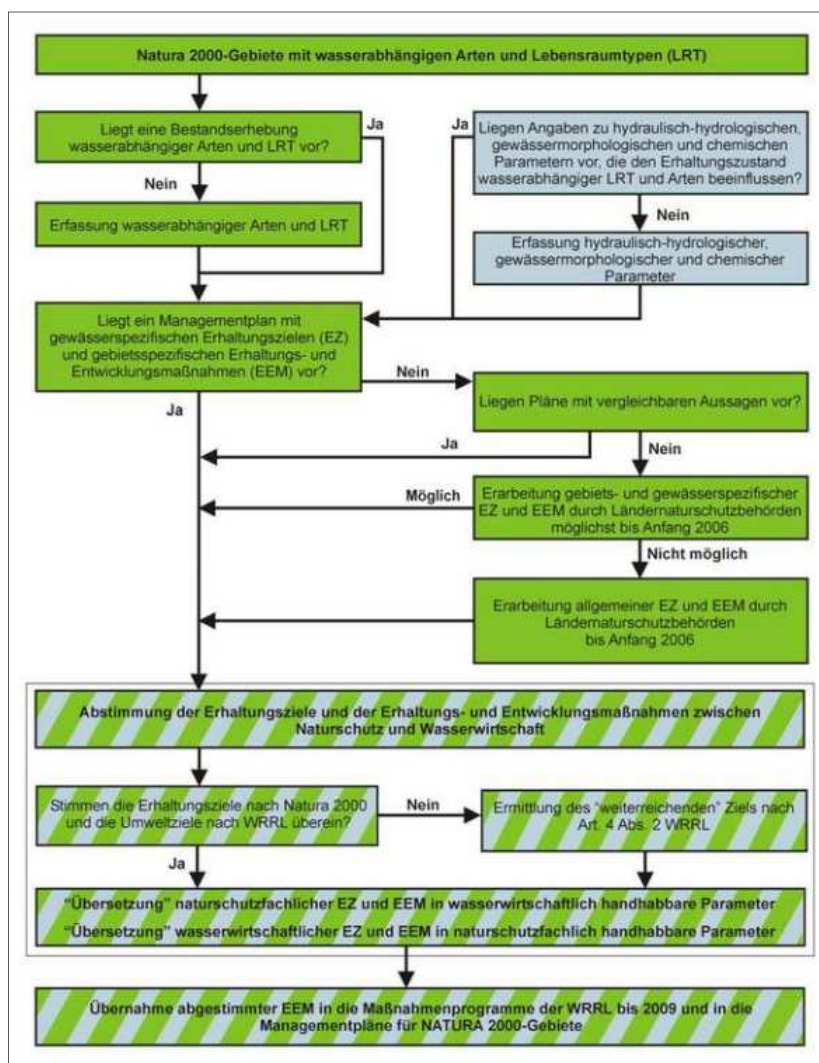 Natura 2000-Gebiete mit wasserabhängigen Arten und Lebensraumtypen (LRT)
Liegt eine Bestandserhebung
wasserabhängiger Arten und LRT vor?
Ja
Nein
Erfassung wasserabhängiger Arten und LRT
Ja
Liegen Angaben zu hydraulisch-hydrologischen,
gewässermorphologischen und chemischen
Parametern vor, die den Erhaltungszustand
wasserabhängiger LRT und Arten beeinflussen?
Nein
Erfassung hydraulisch-hydrologischer,
gewässermorphologischer und chemischer
Parameter
Liegt ein Managementplan mit
gewässerspezifischen Erhaltungszielen (EZ)
und gebietsspezifischen Erhaltungs- und
Entwicklungsmaßnahmen (EEM) vor?
Nein
Ja
Liegen Pläne mit vergleichbaren Aussagen vor?
Ja
Nein
Möglich
Erarbeitung gebiets- und gewässerspezifischer
EZ und EEM durch Ländernaturschutzbehörden
möglichst bis Anfang 2006
Nicht möglich
Erarbeitung allgemeiner EZ und EEM durch
Ländernaturschutzbehörden
bis Anfang 2006
Abstimmung der Erhaltungsziele und der Erhaltungs- und Entwicklungsmaßnahmen zwischen
Naturschutz und Wasserwirtschaft
Stimmen die Erhaltungsziele nach Natura 2000
und die Umweltziele nach WRRL überein?
Nein
Ermittlung des "weiterreichenden" Ziels nach
Art. 4 Abs. 2 WRRL
Ja
"Übersetzung" naturschutzfachlicher EZ und EEM in wasserwirtschaftlich handhabbare Parameter
"Übersetzung" wasserwirtschaftlicher EZ und EEM in naturschutzfachlich handhabbare Parameter
Übernahme abgestimmter EEM in die Maßnahmenprogramme der WRRL bis 2009 und in die
Managementpläne für NATURA 2000-Gebiete